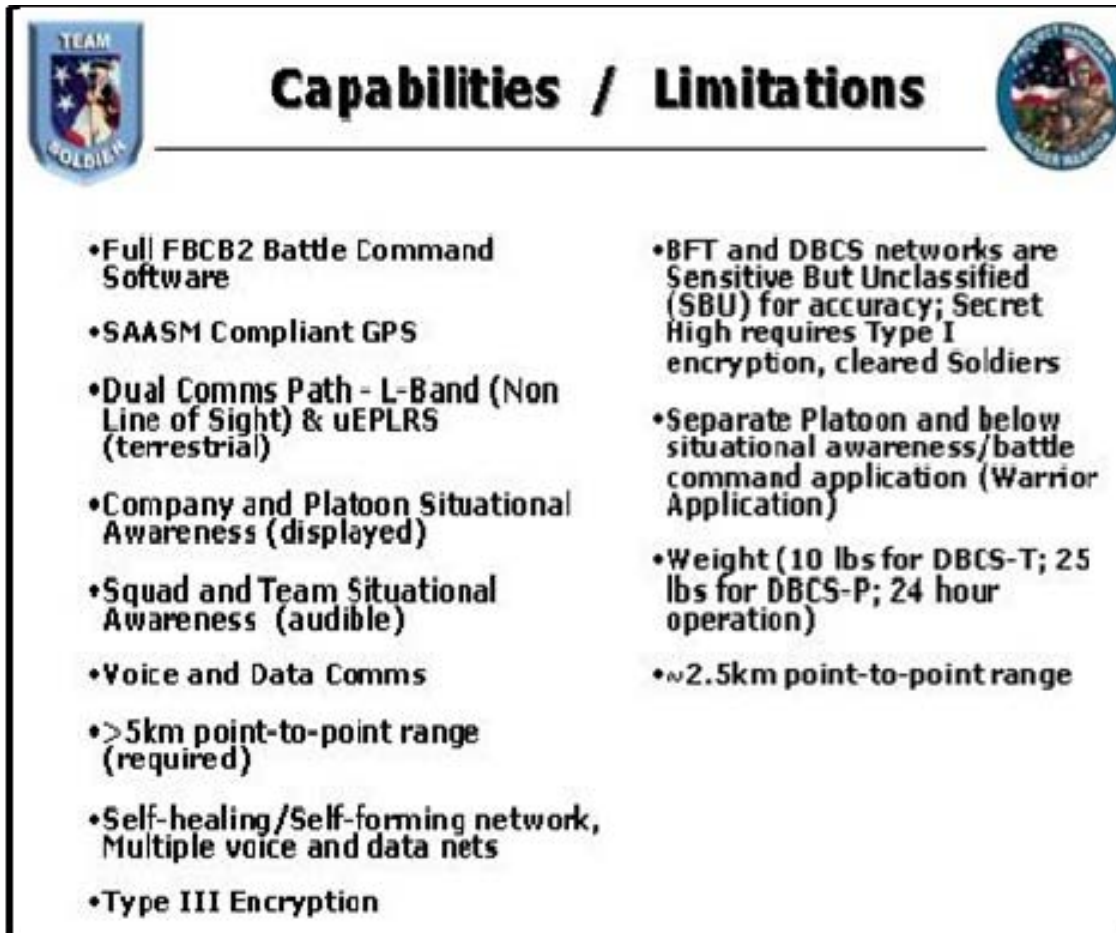 TEAM
SOLDIER
Capabilities / Limitations
•Full FBCB2 Battle Command
Software
•SAASM Compliant GPS
•Dual Comms Path - L-Band (Non
Line of Sight) & uEPLRS
(terrestrial)
•Company and Platoon Situational
Awareness (displayed)
•Squad and Team Situational
Awareness (audible)
•Voice and Data Comms
•>5km point-to-point range
(required)
•Self-healing/Self-forming network,
Multiple voice and data nets
•Type III Encryption
•BFT and DBCS networks are
Sensitive But Unclassified
(SBU) for accuracy; Secret
High requires Type I
encryption, cleared Soldiers
•Separate Platoon and below
situational awareness/battle
command application (Warrior
Application)
•Weight (10 lbs for DBCS-T; 25
lbs for DBCS-P; 24 hour
operation)
•~2.5km point-to-point range